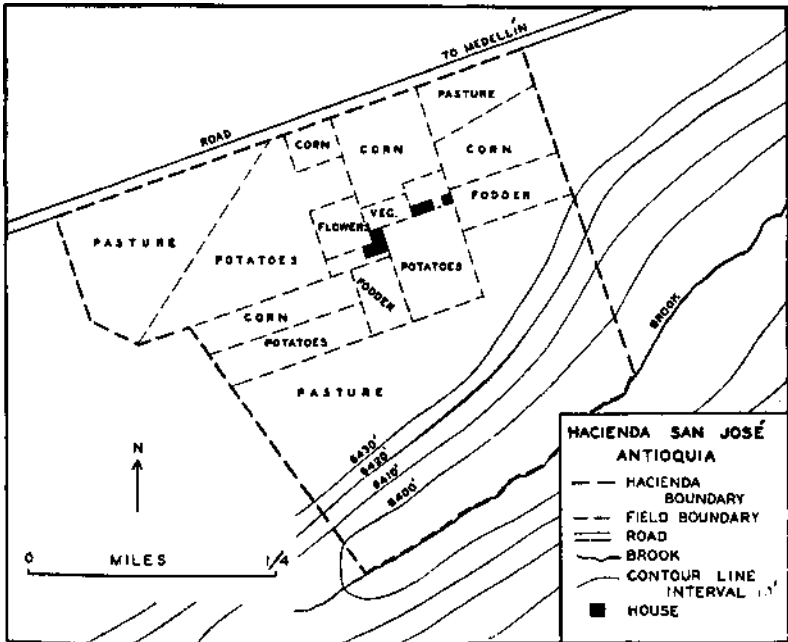 TO MEDELLÍN
ROAD
PASTURE
CORN
CORN
CORN
FODDER
VEG.
FLOWERS
PASTURE
POTATOES
POTATOES
FODDER
CORN
POTATOES
PASTURE
BROOK
8430'
8420'
8410'
8400'
N
0 MILES 1/4
HACIENDA SAN JOSÉ
ANTIOQUIA
HACIENDA
BOUNDARY
FIELD BOUNDARY
ROAD
BROOK
CONTOUR LINE
INTERVAL
HOUSE